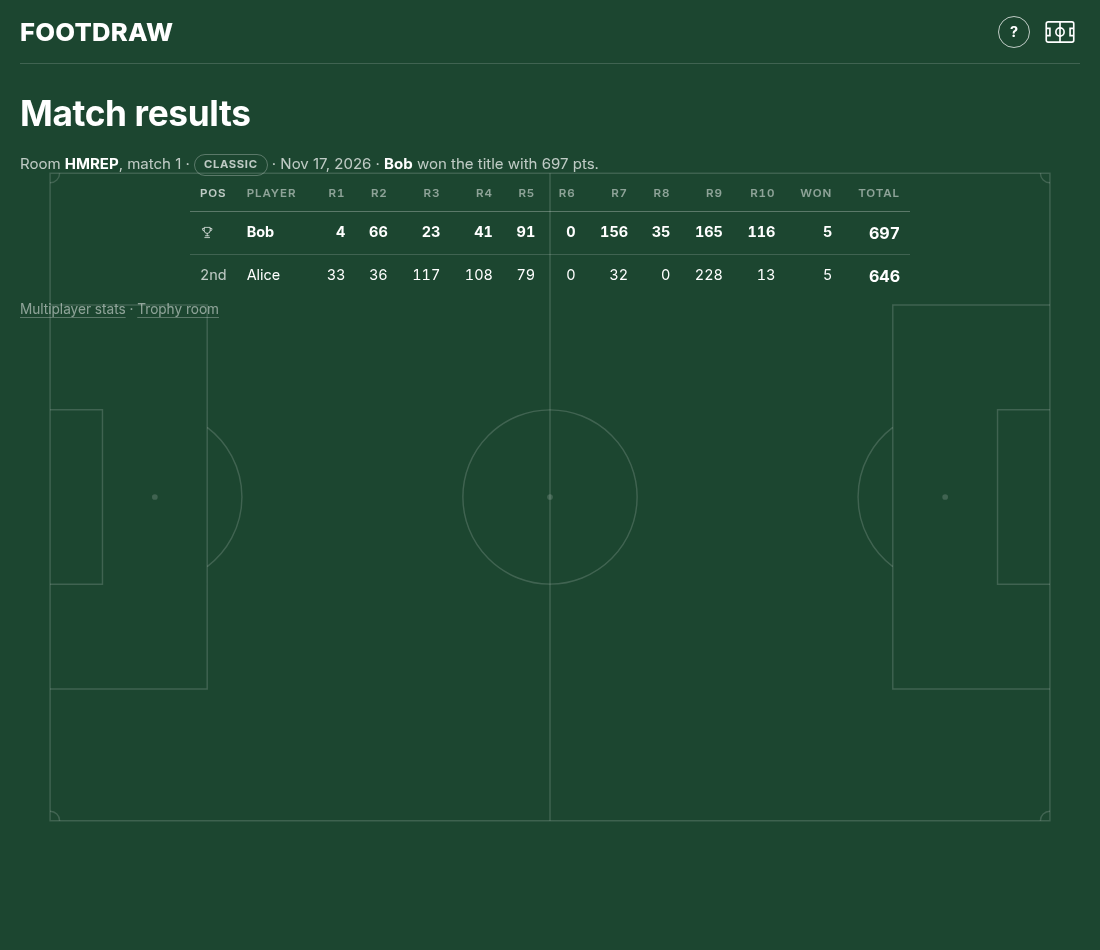 FOOTDRAW ?
Match results
Room HMREP, match 1 · CLASSIC · Nov 17, 2026 · Bob won the title with 697 pts.
POS PLAYER R1 R2 R3 R4 R5 R6 R7 R8 R9 R10 WON TOTAL
Bob 4 66 23 41 91 0 156 35 165 116 5 697
2nd Alice 33 36 117 108 79 0 32 0 228 13 5 646
Multiplayer stats · Trophy room